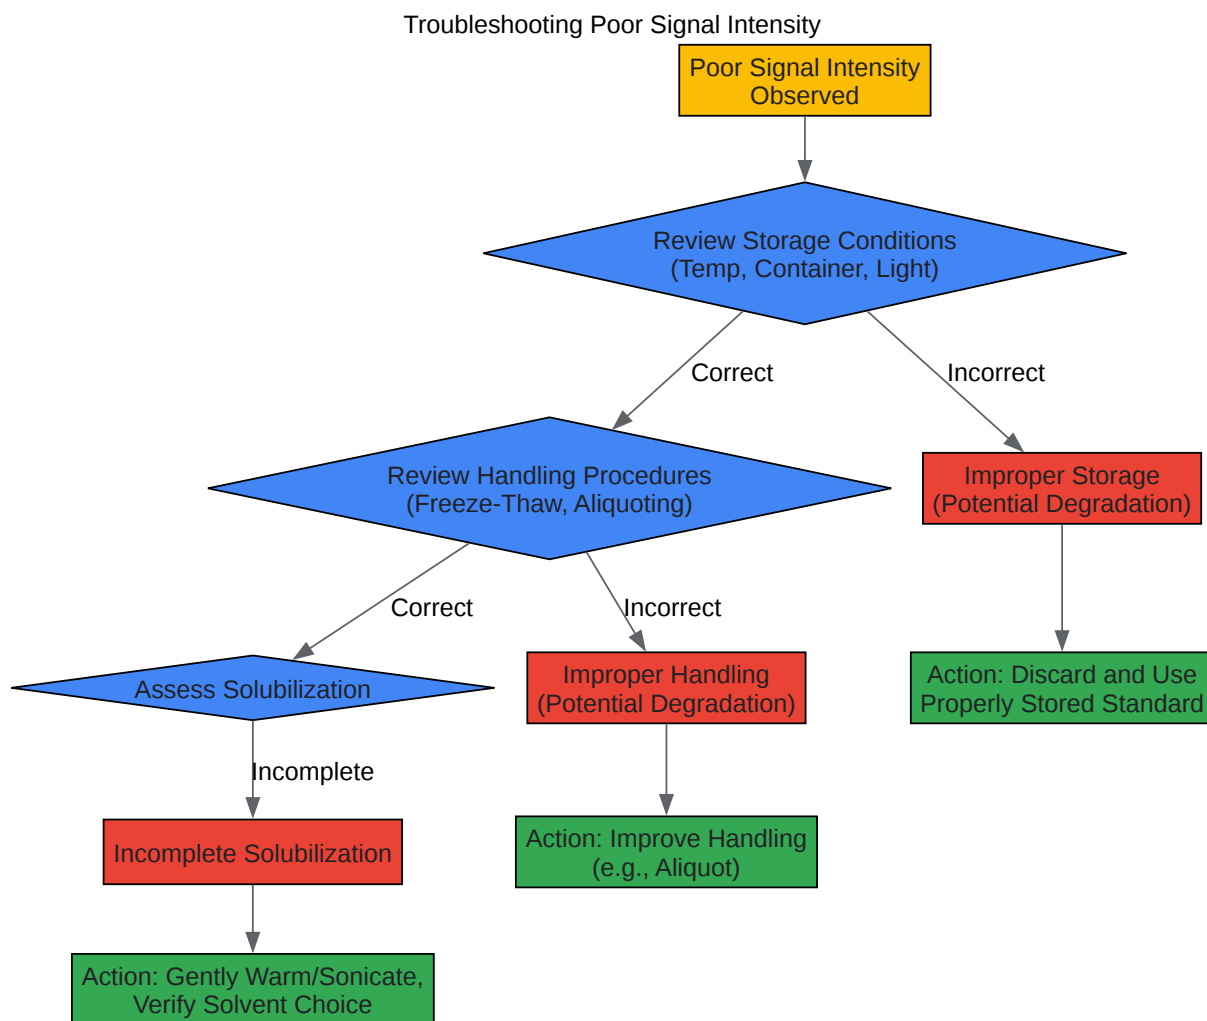 Troubleshooting Poor Signal Intensity
Poor Signal Intensity
Observed
Review Storage Conditions
(Temp, Container, Light)
Correct
Incorrect
Review Handling Procedures
(Freeze-Thaw, Aliquoting)
Improper Storage
(Potential Degradation)
Correct
Incorrect
Assess Solubilization
Improper Handling
(Potential Degradation)
Action: Discard and Use
Properly Stored Standard
Incomplete
Incomplete Solubilization
Action: Improve Handling
(e.g., Aliquot)
Action: Gently Warm/Sonicate,
Verify Solvent Choice